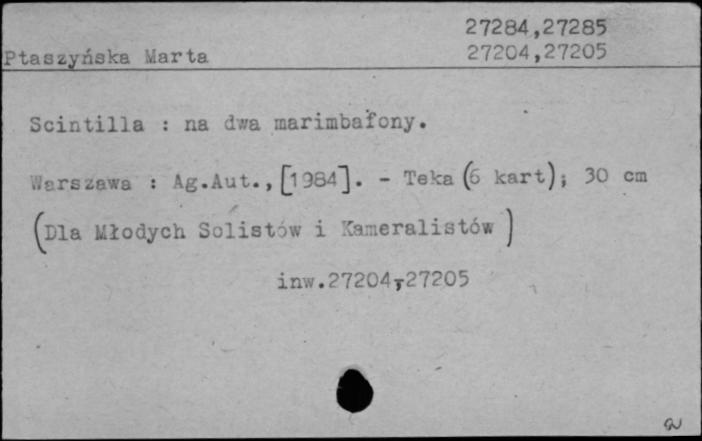 27284,27285
Ptaszyńska Marta 27204,27205
Scintilla : na dwa marimbafony.
Warszawa : Ag.Aut.,[1984]. - Teka (6 kart); 30 cm
(Dla Młodych Solistów i Kameralistów)
inw.27204,27205